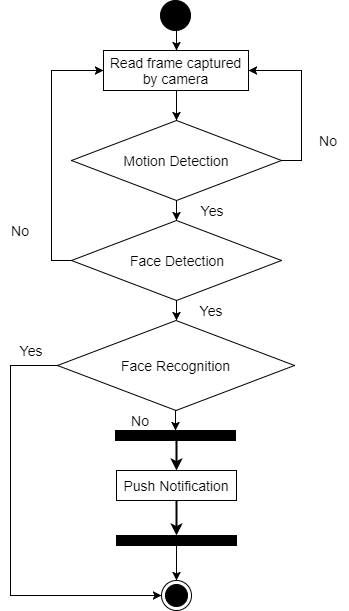 Read frame captured
by camera
No
Motion Detection
Yes
No
Face Detection
Yes
Yes
Face Recognition
No
Push Notification